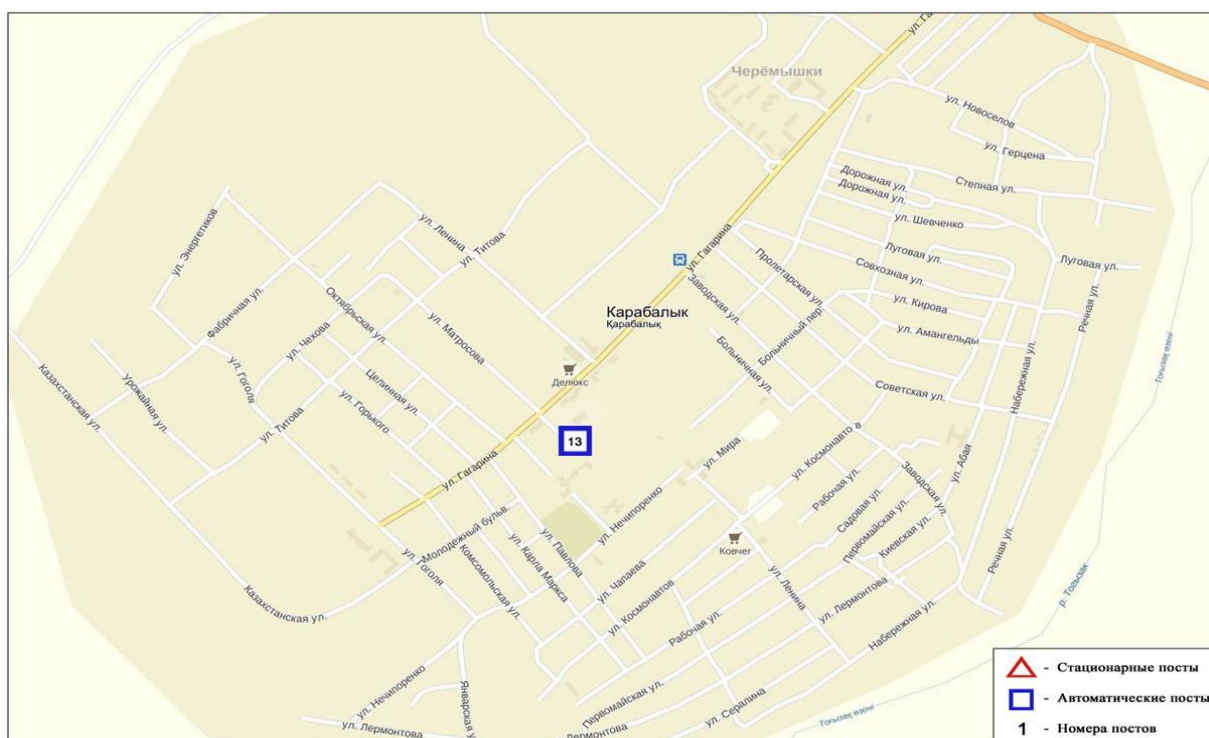 ул. Га
Черёмышки
ул. Новоселов
ул. Герцена
Дорожная ул.
Степная ул.
Дорожная ул.
ул. Шевченко
ул. Энергетиков
ул. Ленина
ул. Титова
ул. Гагарина
Пролетарская ул.
Луговая ул.
Совхозная ул.
Луговая ул.
Заводская ул.
Фабричная ул.
Октябрьская ул.
ул. Матросова
ул. Чехова
Карабалык
Қарабалық
Больничный пер.
ул. Кирова
ул. Амангельды
Речная ул.
Больничная ул.
Тоғызақ өзені
Казахстанская ул.
Урожайная ул.
ул. Гоголя
Целинная ул.
ул. Горького
ул. Титова
Делюкс
Советская ул.
Набережная ул.
13
ул. Гагарина
ул. Мира
ул. Космонавто в
ул. Абая
Заводская ул.
Рабочая ул.
Садовая ул.
Первомайская ул.
Киевская ул.
Молодежный бульв.
ул. Нечипоренко
ул. Павлова
ул. Карла Маркса
Комсомольская ул.
ул. Гоголя
Ковчег
Речная ул.
ул. Чапаева
ул. Космонавтов
ул. Ленина
ул. Лермонтова
Казахстанская ул.
Рабочая ул.
Набережная ул.
р. Тогызак
ул. Нечипоренко
Январская у
Первомайская ул.
ул. Сералина
ул. Лермонтова
Лермонтова ул.
Тоғызақ өзені
- Стационарные посты
- Автоматические посты
1 - Номера постов